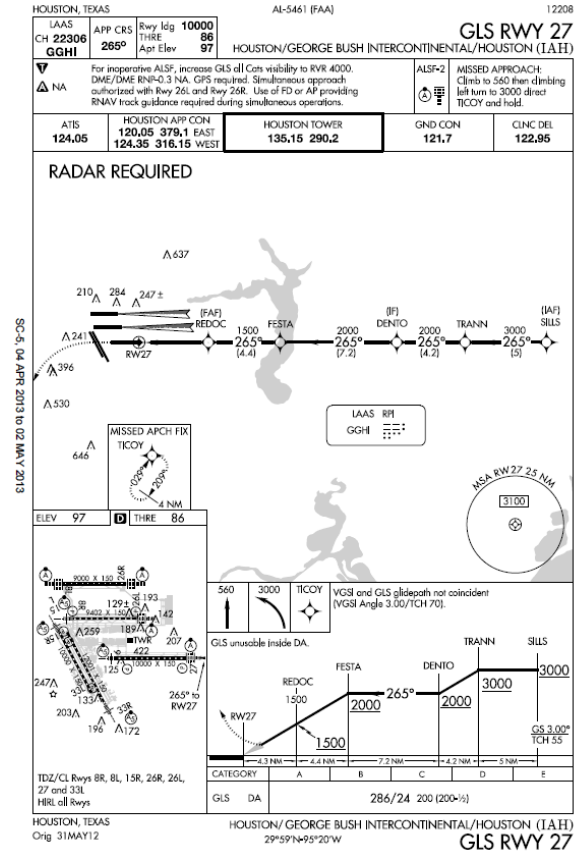 HOUSTON, TEXAS
AL-5461 (FAA)
12208
LAAS
CH 22306
GGHI
APP CRS
265°
Rwy ldg 10000
THRE 86
Apt Elev 97
GLS RWY 27
HOUSTON/GEORGE BUSH INTERCONTINENTAL/HOUSTON (IAH)
T
A NA
For inoperative ALSF, increase GLS all Cats visibility to RVR 4000.
DME/DME RNP-0.3 NA. GPS required. Simultaneous approach
authorized with Rwy 26L and Rwy 26R. Use of FD or AP providing
RNAV track guidance required during simultaneous operations.
ALSF-2
A
MISSED APPROACH:
Climb to 560 then climbing
left turn to 3000 direct
TICOY and hold.
ATIS
124.05
HOUSTON APP CON
120.05 379.1 EAST
124.35 316.15 WEST
HOUSTON TOWER
135.15 290.2
GND CON
121.7
CLNC DEL
122.95
RADAR REQUIRED
637
210
284
247±
241
396
530
646
RW27
(FAF)
REDOC
1500
265°
(4.4)
FESTA
2000
265°
(7.2)
(IF)
DENTO
2000
265°
(4.2)
TRANN
3000
265°
(5)
(IAF)
SILLS
LAAS RPI
GGHI
MISSED APCH FIX
TICOY
029°
209°
4 NM
MSA RW 27 25 NM
3100
SC-5, 04 APR 2013 to 02 MAY 2013
ELEV 97
D
THRE 86
9000 X 150
26R
9402 X 150
26L
129±
193
142
189
259
207
TWR
422
10000 X 150
27
125
265° to
RW27
247
133
33L
33R
203
196
172
TDZ/CL Rwys 8R, 8L, 15R, 26R, 26L,
27 and 33L
HIRL all Rwys
560
3000
TICOY
VGSI and GLS glidepath not coincident
(VGSI Angle 3.00/TCH 70).
GLS unusable inside DA.
RW27
REDOC
1500
1500
FESTA
2000
265°
DENTO
2000
TRANN
3000
SILLS
3000
GS 3.00°
TCH 55
4.3 NM
4.4 NM
7.2 NM
4.2 NM
5 NM
CATEGORY
A
B
C
D
E
GLS DA
286/24 200 (200-½)
HOUSTON, TEXAS
Orig 31MAY12
29°59'N-95°20'W
HOUSTON/ GEORGE BUSH INTERCONTINENTAL/HOUSTON (IAH)
GLS RWY 27